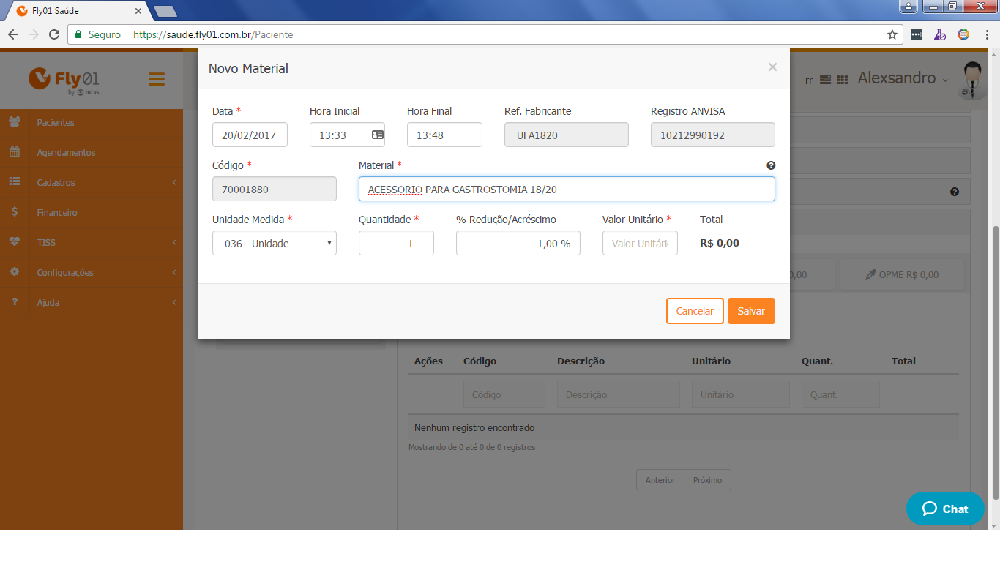 Fly01 Saúde
Seguro https://saude.fly01.com.br/Paciente
Novo Material
Fly01
by TOTVS
rr Alexsandro
Data * Hora Inicial Hora Final Ref. Fabricante Registro ANVISA
20/02/2017 13:33 13:48 UFA1820 10212990192
Código * Material *
70001880 ACESSORIO PARA GASTROSTOMIA 18/20
Unidade Medida * Quantidade * % Redução/Acréscimo Valor Unitário * Total
036 - Unidade 1 1,00 % Valor Unitári R$ 0,00
Cancelar Salvar
Pacientes
Agendamentos
Cadastros
Financeiro
TISS
Configurações
Ajuda
0,00 OPME R$ 0,00
Ações Código Descrição Unitário Quant. Total
Código Descrição Unitário Quant.
Nenhum registro encontrado
Mostrando de 0 até 0 de 0 registros
Anterior Próximo
Chat